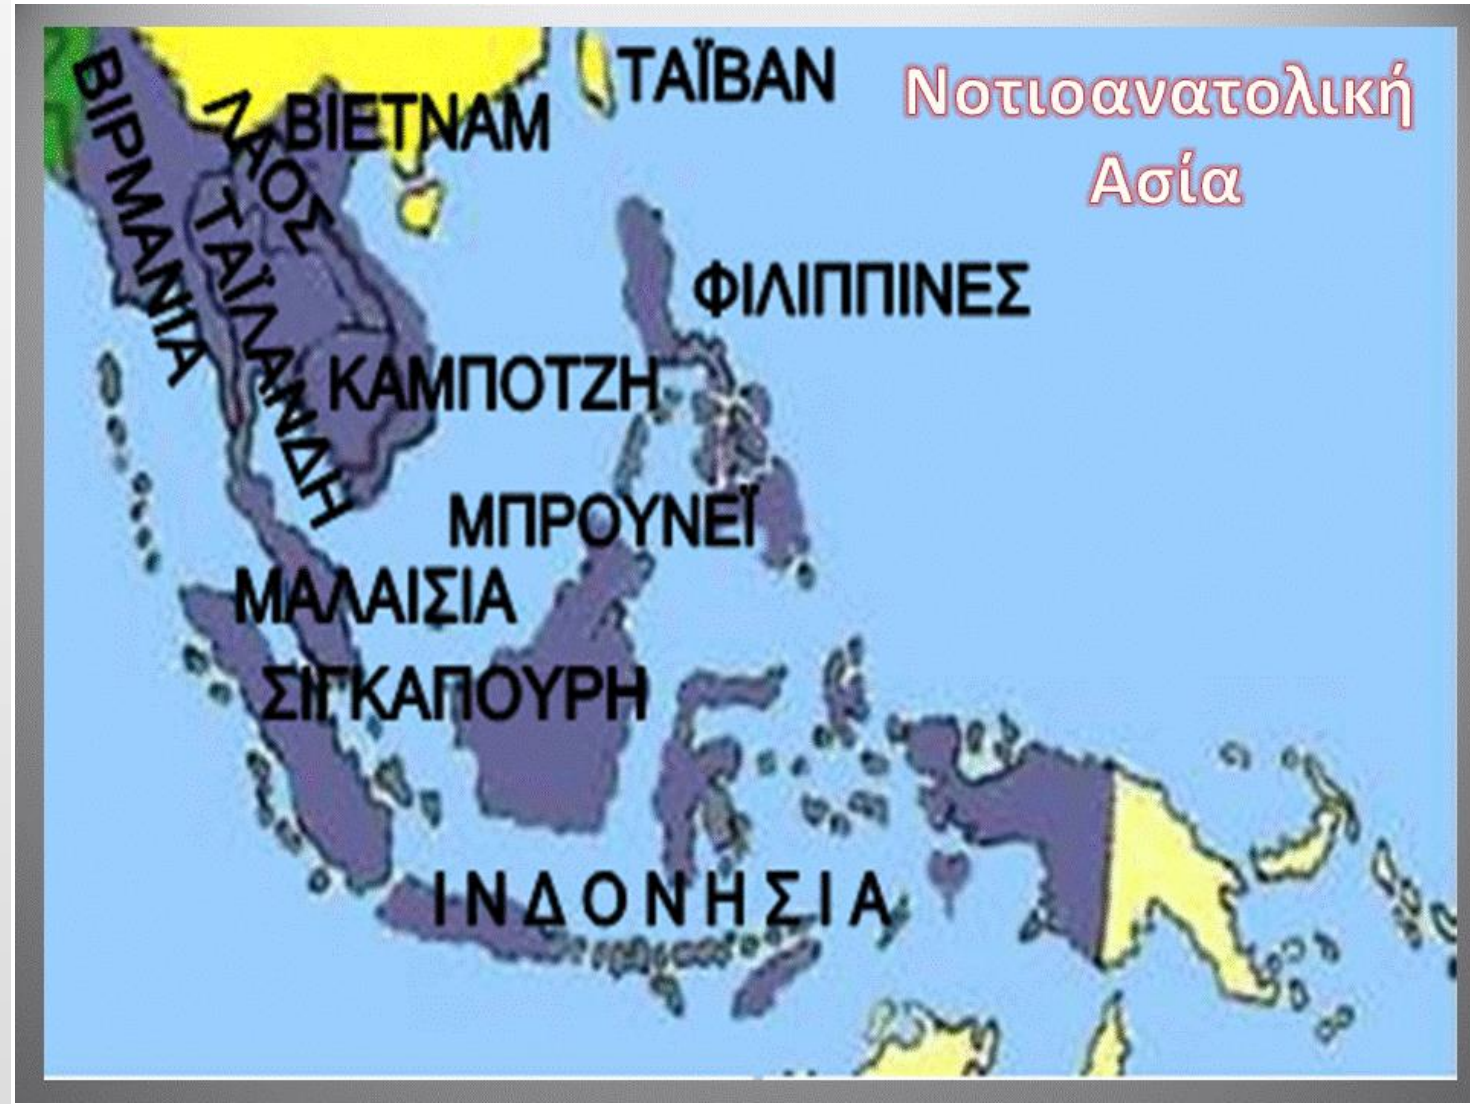 Νοτιοανατολική
Ασία
ΤΑΪΒΑΝ
ΒΙΡΜΑΝΙΑ
ΛΑΟΣ
ΒΙΕΤΝΑΜ
ΤΑΪΛΑΝΔΗ
ΦΙΛΙΠΠΙΝΕΣ
ΚΑΜΠΟΤΖΗ
ΜΠΡΟΥΝΕΪ
ΜΑΛΑΙΣΙΑ
ΣΙΓΚΑΠΟΥΡΗ
ΙΝΔΟΝΗΣΙΑ